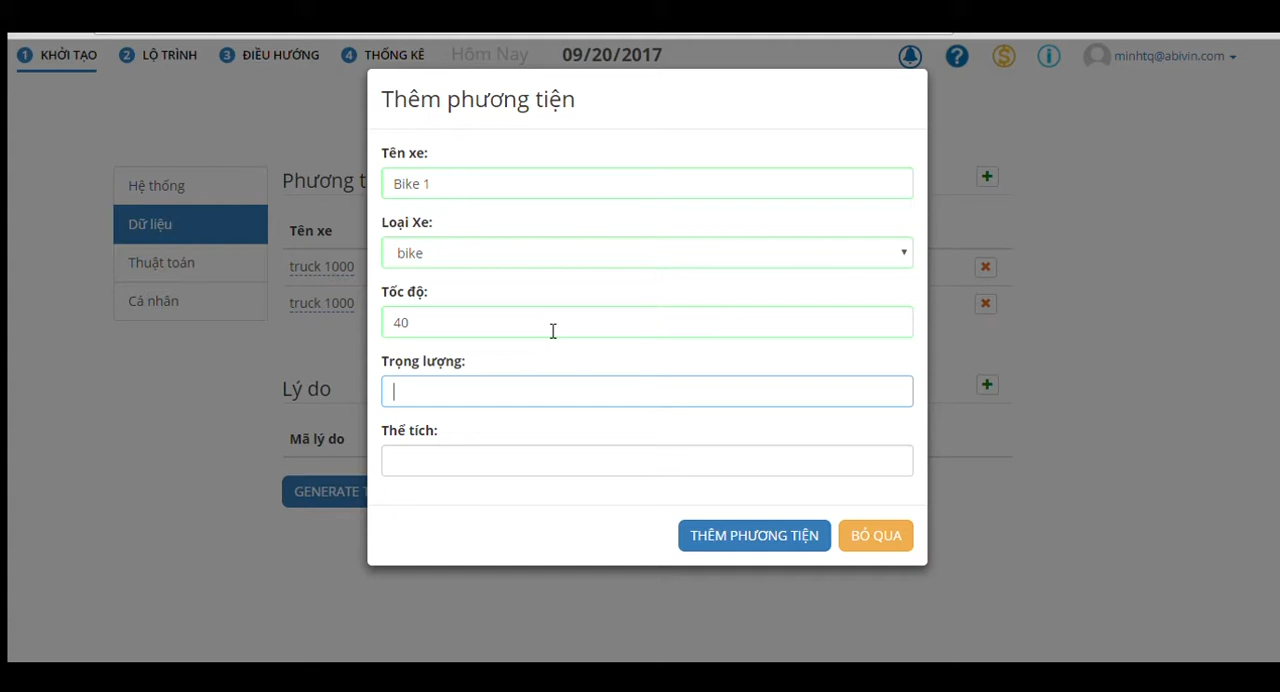 1 KHỞI TẠO 2 LỘ TRÌNH 3 ĐIỀU HƯỚNG 4 THỐNG KÊ Hôm Nay 09/20/2017 minhtq@abivin.com
Thêm phương tiện
Tên xe:
Bike 1
Loại Xe:
bike
Tốc độ:
40
Trọng lượng:
Thể tích:
THÊM PHƯƠNG TIỆN BỎ QUA
Hệ thống
Dữ liệu
Thuật toán
Cá nhân
Phương t
Tên xe
truck 1000
truck 1000
Lý do
Mã lý do
GENERATE T